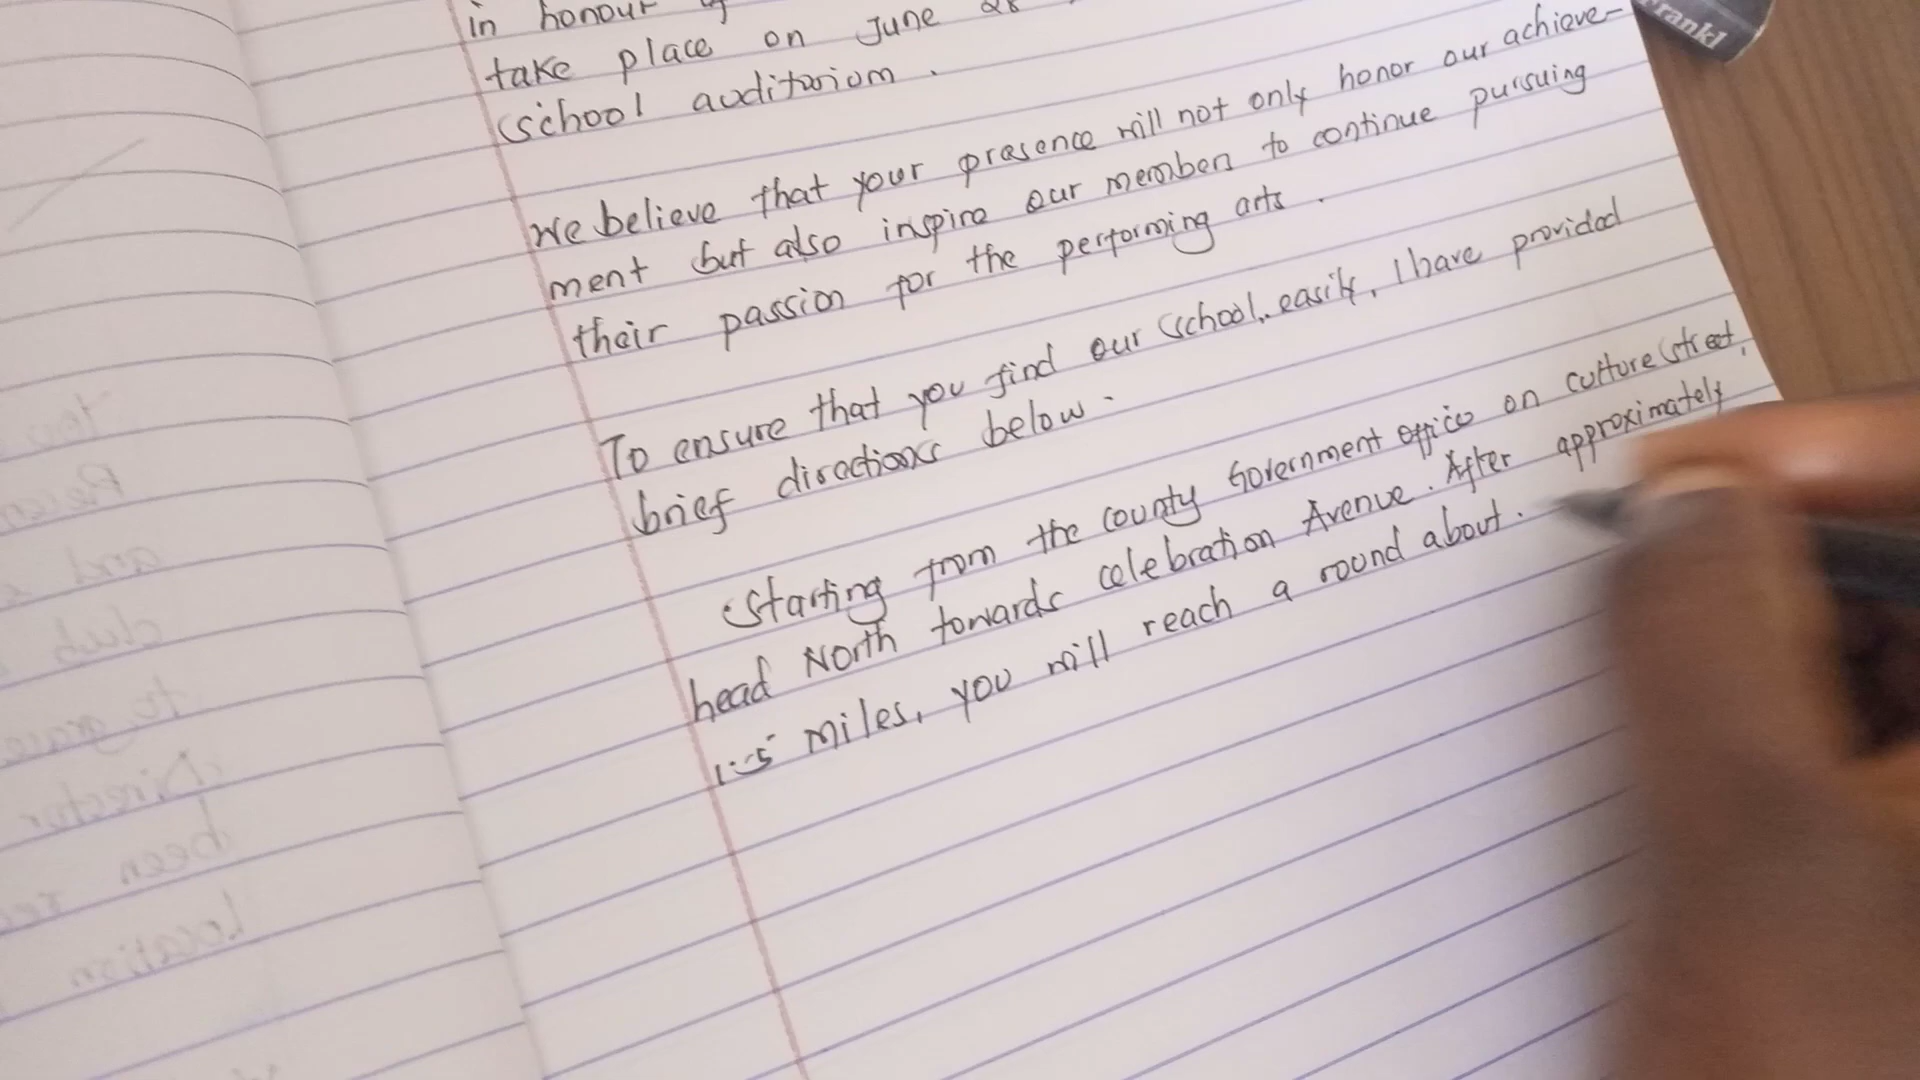 in honour
take place on June 28
school auditorium.
We believe that your presence will not only honor our achieve-
ment but also inspire our members to continue pursuing
their passion for the performing arts.
To ensure that you find our school, easily, I have provided
brief directions below.
Starting from the county Government office on culture street,
head North towards celebration Avenue. After approximately
1.5 miles, you will reach a round about.